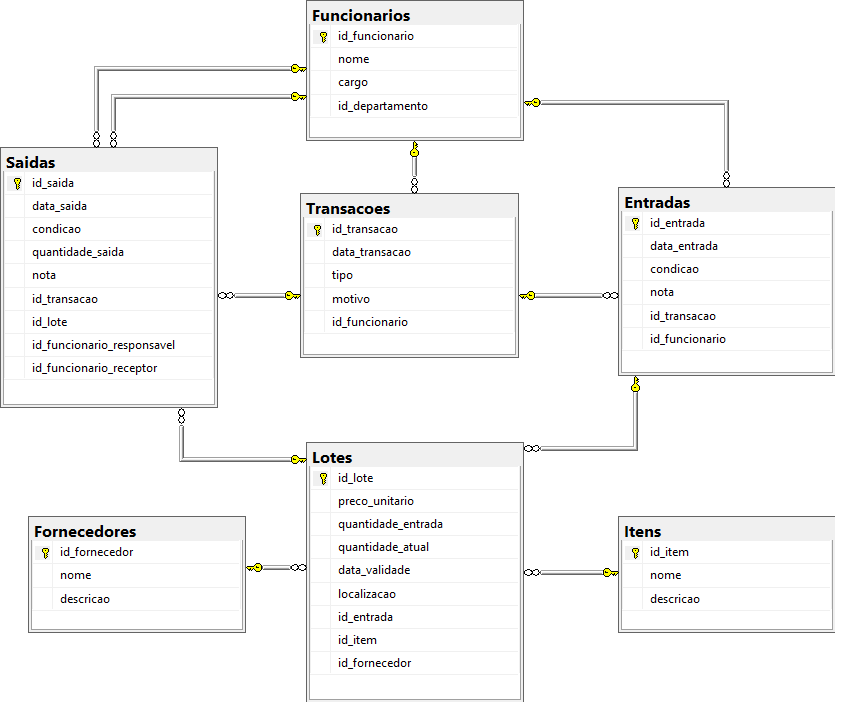 Funcionarios
id_funcionario
nome
cargo
id_departamento
Saidas
id_saida
data_saida
condicao
quantidade_saida
nota
id_transacao
id_lote
id_funcionario_responsavel
id_funcionario_receptor
Transacoes
id_transacao
data_transacao
tipo
motivo
id_funcionario
Entradas
id_entrada
data_entrada
condicao
nota
id_transacao
id_funcionario
Lotes
id_lote
preco_unitario
quantidade_entrada
quantidade_atual
data_validade
localizacao
id_entrada
id_item
id_fornecedor
Fornecedores
id_fornecedor
nome
descricao
Itens
id_item
nome
descricao